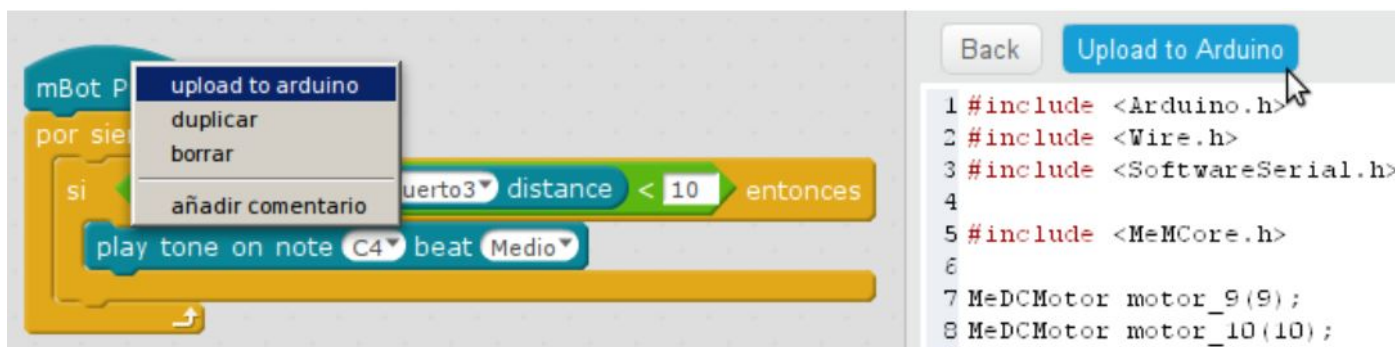 mBot P
por sie
si
uerto3 distance < 10 entonces
play tone on note C4 beat Medio
upload to arduino
duplicar
borrar
añadir comentario
Back Upload to Arduino
1 #include <Arduino.h>
2 #include <Wire.h>
3 #include <SoftwareSerial.h>
4
5 #include <MeMCore.h>
6
7 MeDCMotor motor_9(9);
8 MeDCMotor motor_10(10);